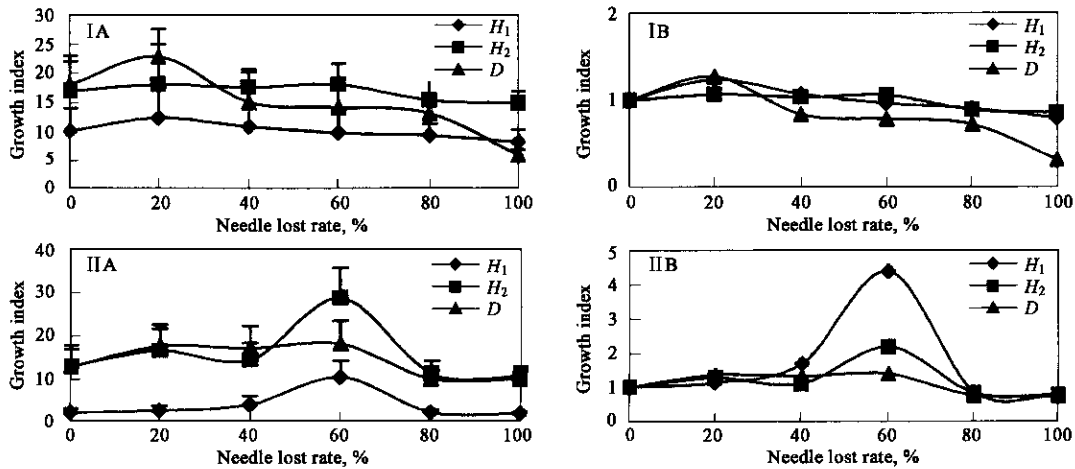 IA
H1
H2
D
Growth index
30
25
20
15
10
5
0
0 20 40 60 80 100
Needle lost rate, %
IB
H1
H2
D
Growth index
2
1
0
0 20 40 60 80 100
Needle lost rate, %
IIA
H1
H2
D
Growth index
40
30
20
10
0
0 20 40 60 80 100
Needle lost rate, %
IIB
H1
H2
D
Growth index
5
4
3
2
1
0
0 20 40 60 80 100
Needle lost rate, %